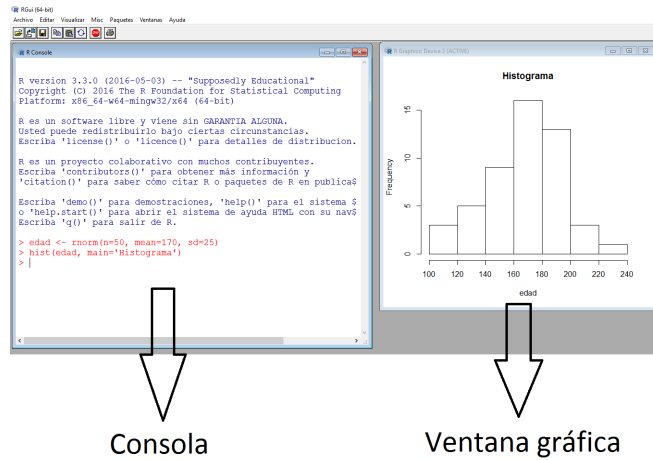 RGui (64-bit)
Archivo Editar Visualizar Misc Paquetes Ventanas Ayuda
R Console
R version 3.3.0 (2016-05-03) -- "Supposedly Educational"
Copyright (C) 2016 The R Foundation for Statistical Computing
Platform: x86_64-w64-mingw32/x64 (64-bit)
R es un software libre y viene sin GARANTIA ALGUNA.
Usted puede redistribuirlo bajo ciertas circunstancias.
Escriba 'license()' o 'licence()' para detalles de distribucion.
R es un proyecto colaborativo con muchos contribuyentes.
Escriba 'contributors()' para obtener más información y
'citation()' para saber cómo citar R o paquetes de R en publica$
Escriba 'demo()' para demostraciones, 'help()' para el sistema $
o 'help.start()' para abrir el sistema de ayuda HTML con su nav$
Escriba 'q()' para salir de R.
> edad <- rnorm(n=50, mean=170, sd=25)
> hist(edad, main='Histograma')
>
R Graphics: Device 2 (ACTIVE)
Histograma
Frequency
15
10
5
0
100 120 140 160 180 200 220 240
edad
Consola
Ventana gráfica